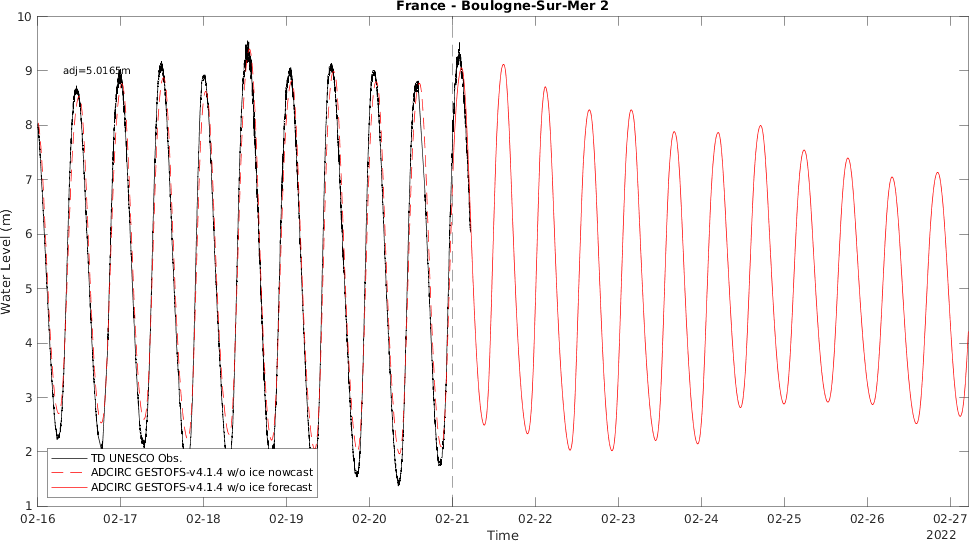 France - Boulogne-Sur-Mer 2
10
9
8
7
6
5
4
3
2
1
Water Level (m)
adj=5.0165m
TD UNESCO Obs.
ADCIRC GESTOFS-v4.1.4 w/o ice nowcast
ADCIRC GESTOFS-v4.1.4 w/o ice forecast
02-16 02-17 02-18 02-19 02-20 02-21 02-22 02-23 02-24 02-25 02-26 02-27
Time
2022